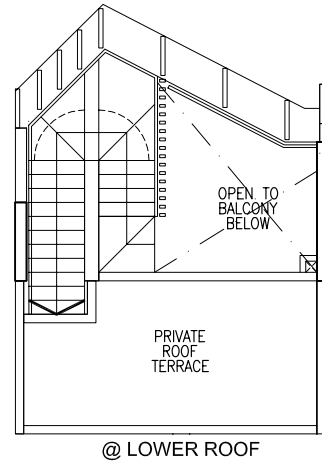 OPEN TO
BALCONY
BELOW
PRIVATE
ROOF
TERRACE
@ LOWER ROOF